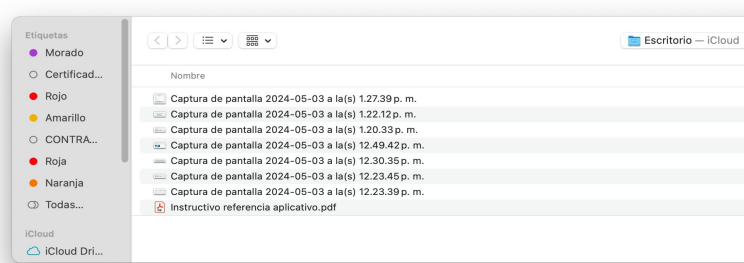 Etiquetas
Morado
Certificad...
Rojo
Amarillo
CONTRA...
Roja
Naranja
Todas...
iCloud
iCloud Dri...
Escritorio — iCloud
Nombre
Captura de pantalla 2024-05-03 a la(s) 1.27.39 p. m.
Captura de pantalla 2024-05-03 a la(s) 1.22.12 p. m.
Captura de pantalla 2024-05-03 a la(s) 1.20.33 p. m.
Captura de pantalla 2024-05-03 a la(s) 12.49.42 p. m.
Captura de pantalla 2024-05-03 a la(s) 12.30.35 p. m.
Captura de pantalla 2024-05-03 a la(s) 12.23.45 p. m.
Captura de pantalla 2024-05-03 a la(s) 12.23.39 p. m.
Instructivo referencia aplicativo.pdf